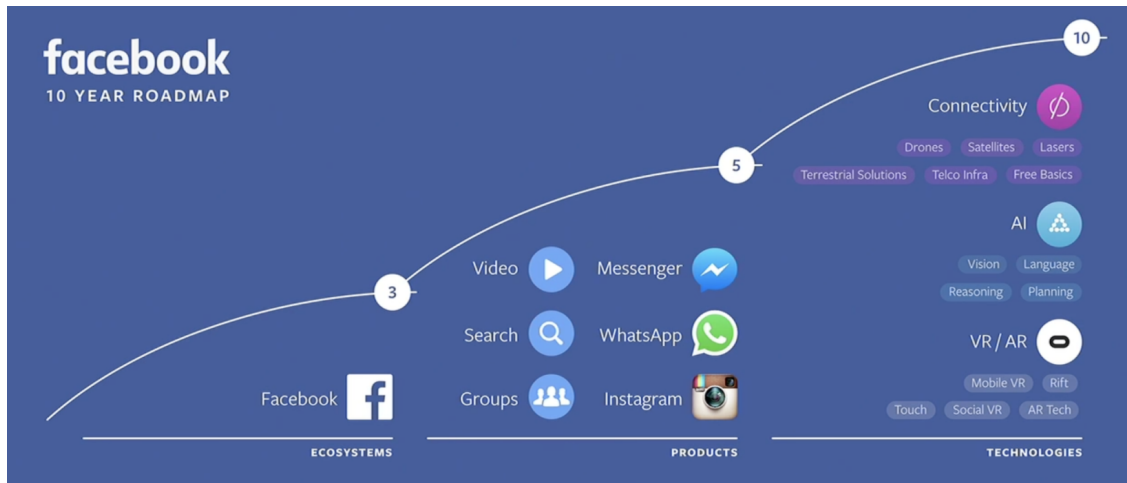 facebook
10 YEAR ROADMAP
3
5
10
Facebook
ECOSYSTEMS
Video
Messenger
Search
WhatsApp
Groups
Instagram
PRODUCTS
Connectivity
Drones Satellites Lasers
Terrestrial Solutions Telco Infra Free Basics
AI
Vision Language
Reasoning Planning
VR / AR
Mobile VR Rift
Touch Social VR AR Tech
TECHNOLOGIES